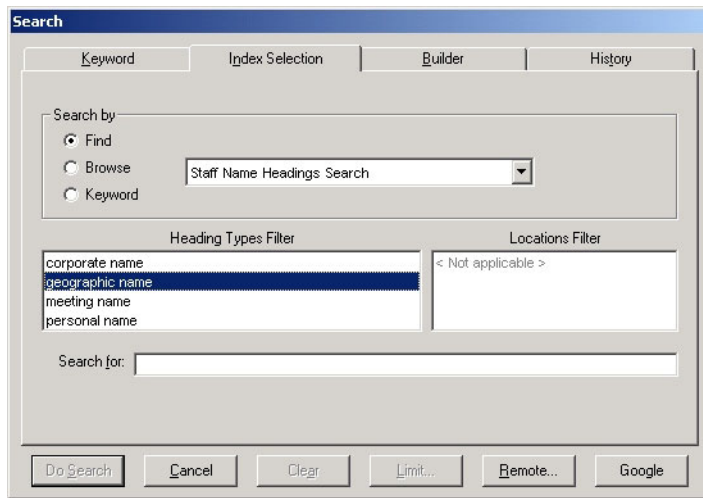 Search
Keyword Index Selection Builder History
Search by
Find
Browse
Staff Name Headings Search
Keyword
Heading Types Filter Locations Filter
corporate name < Not applicable >
geographic name
meeting name
personal name
Search for:
Do Search Cancel Clear Limit... Remote... Google